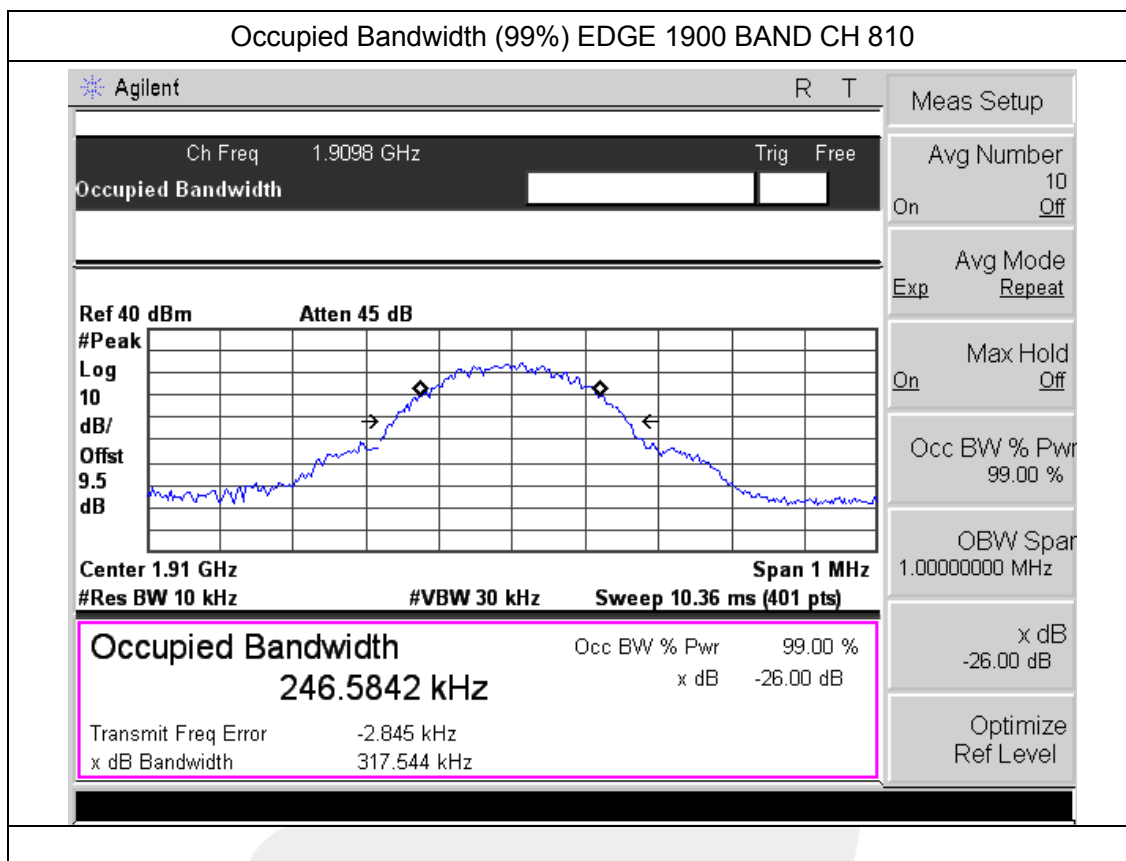 Occupied Bandwidth (99%) EDGE 1900 BAND CH 810
Agilent R T
Ch Freq 1.9098 GHz Trig Free
Occupied Bandwidth
Ref 40 dBm Atten 45 dB
#Peak
Log
10
dB/
Offst
9.5
dB
Center 1.91 GHz Span 1 MHz
#Res BW 10 kHz #VBW 30 kHz Sweep 10.36 ms (401 pts)
Occupied Bandwidth Occ BW % Pwr 99.00 %
246.5842 kHz x dB -26.00 dB
Transmit Freq Error -2.845 kHz
x dB Bandwidth 317.544 kHz
Meas Setup
Avg Number
10
On Off
Avg Mode
Exp Repeat
Max Hold
On Off
Occ BW % Pwr
99.00 %
OBW Span
1.00000000 MHz
x dB
-26.00 dB
Optimize
Ref Level